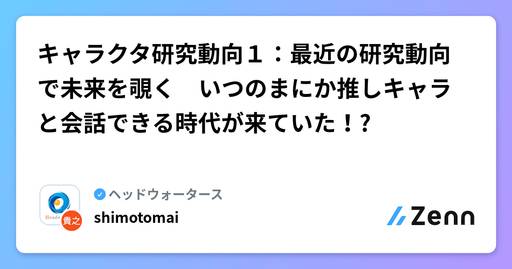 キャラクタ研究動向１：最近の研究動向
で未来を覗く　いつのまにか推しキャラ
と会話できる時代が来ていた！?
ヘッドウォータース
貴之
shimotomai
Zenn